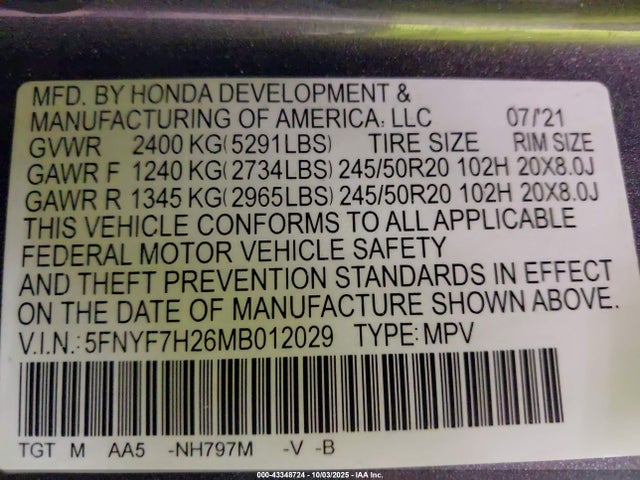 MFD. BY HONDA DEVELOPMENT &
MANUFACTURING OF AMERICA, LLC 07/'21
GVWR 2400 KG(5291LBS) TIRE SIZE RIM SIZE
GAWR F 1240 KG(2734LBS) 245/50R20 102H 20X8.0J
GAWR R 1345 KG(2965LBS) 245/50R20 102H 20X8.0J
THIS VEHICLE CONFORMS TO ALL APPLICABLE
FEDERAL MOTOR VEHICLE SAFETY
AND THEFT PREVENTION STANDARDS IN EFFECT
ON THE DATE OF MANUFACTURE SHOWN ABOVE.
V.I.N.: 5FNYF7H26MB012029 TYPE: MPV
TGT M AA5 -NH797M -V -B
000-43348724 - 10/03/2025 - IAA Inc.